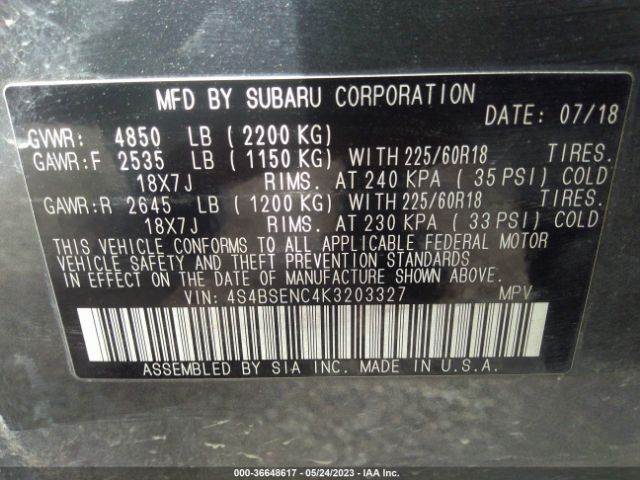 MFD BY SUBARU CORPORATION
DATE: 07/18
GVWR: 4850 LB (2200 KG)
GAWR:F 2535 LB (1150 KG) WITH 225/60R18 TIRES.
18X7J RIMS. AT 240 KPA ( 35 PSI) COLD
GAWR:R 2645 LB (1200 KG) WITH 225/60R18 TIRES.
18X7J RIMS. AT 230 KPA ( 33 PSI) COLD
THIS VEHICLE CONFORMS TO ALL APPLICABLE FEDERAL MOTOR
VEHICLE SAFETY AND THEFT PREVENTION STANDARDS
IN EFFECT ON THE DATE OF MANUFACTURE SHOWN ABOVE.
VIN: 4S4BSENC4K3203327 MPV
ASSEMBLED BY SIA INC. MADE IN U.S.A.
000-36648617 - 05/24/2023 - IAA Inc.